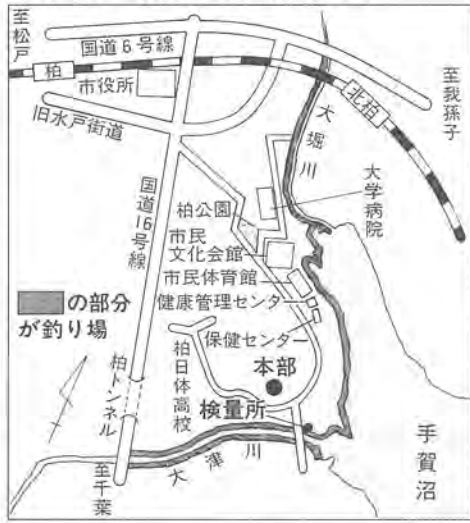 至松戸
国道6号線
柏
市役所
旧水戸街道
至我孫子
北柏
大堀川
大学病院
国道16号線
柏公園
市民
文化会館
市民体育館
健康管理センタ
保健センター
の部分
が釣り場
柏トンネル
柏日体高校
本部
検量所
大津川
手賀沼
至千葉